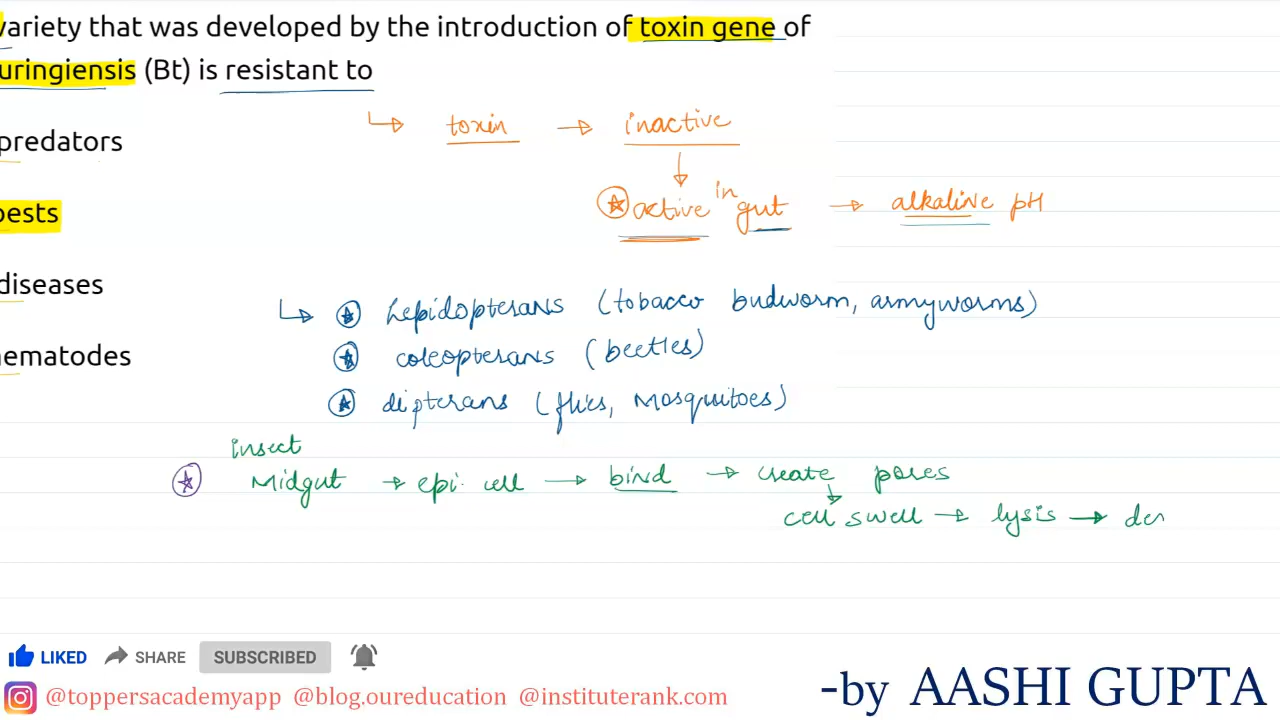 variety that was developed by the introduction of toxin gene of
uringiensis (Bt) is resistant to
toxin → inactive
predators
active in gut → alkaline pH
pests
diseases
Lepidopterans (tobacco budworm, armyworms)
nematodes
coleopterans (beetles)
dipterans (flies, Mosquitoes)
insect
Midgut → epi. cell → bind → create pores
cell swell → lysis → der
LIKED SHARE SUBSCRIBED
@toppersacademyapp @blog.oureducation @instituterank.com
-by AASHI GUPTA